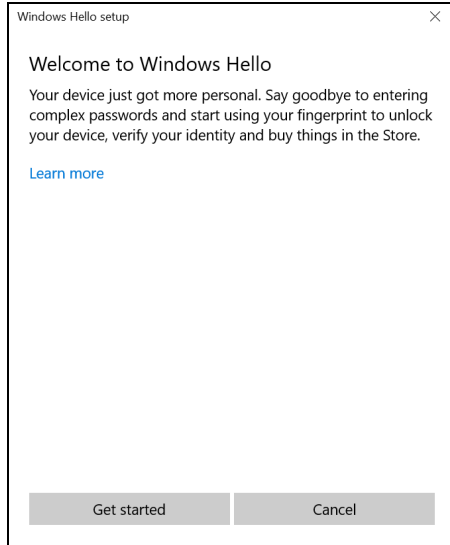 Windows Hello setup
Welcome to Windows Hello
Your device just got more personal. Say goodbye to entering
complex passwords and start using your fingerprint to unlock
your device, verify your identity and buy things in the Store.
Learn more
Get started
Cancel